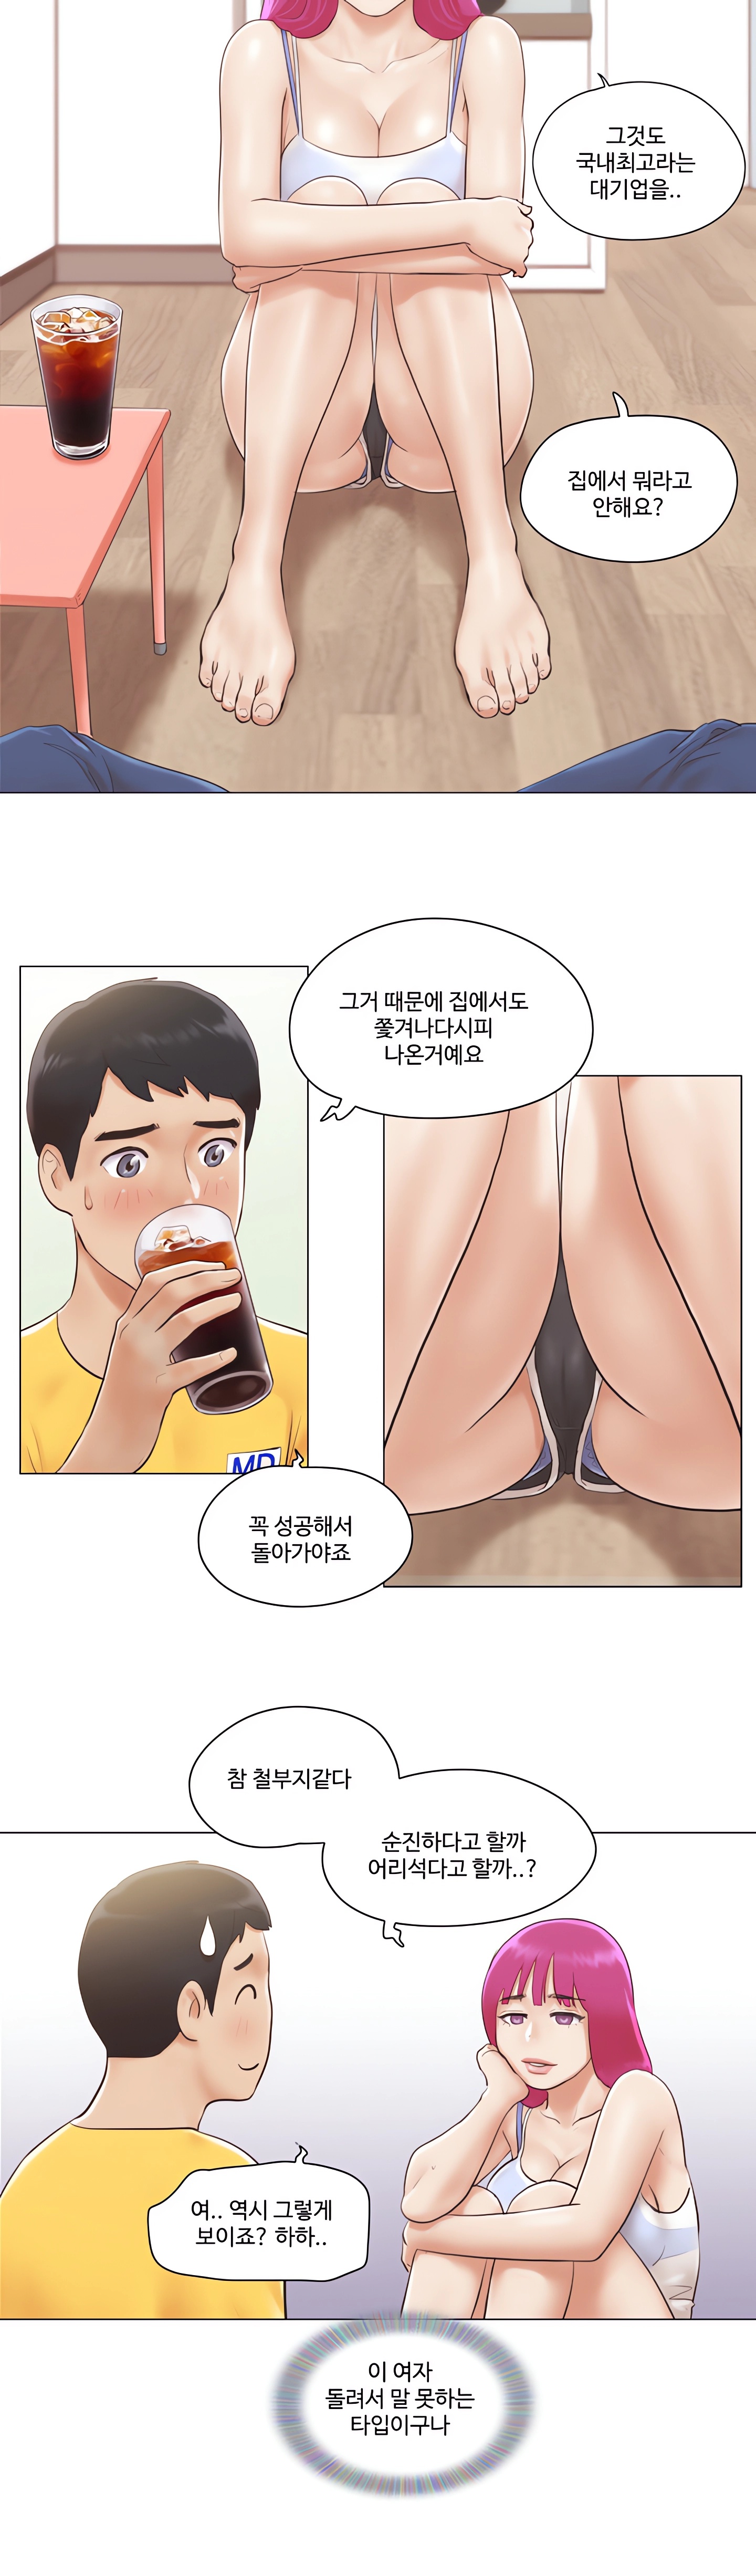 그것도
국내최고라는
대기업을..
집에서 뭐라고
안해요?
그거 때문에 집에서도
쫓겨나다시피
나온거예요
MD
꼭 성공해서
돌아가야죠
참 철부지같다
순진하다고 할까
어리석다고 할까..?
여.. 역시 그렇게
보이죠? 하하..
이 여자
돌려서 말 못하는
타입이구나